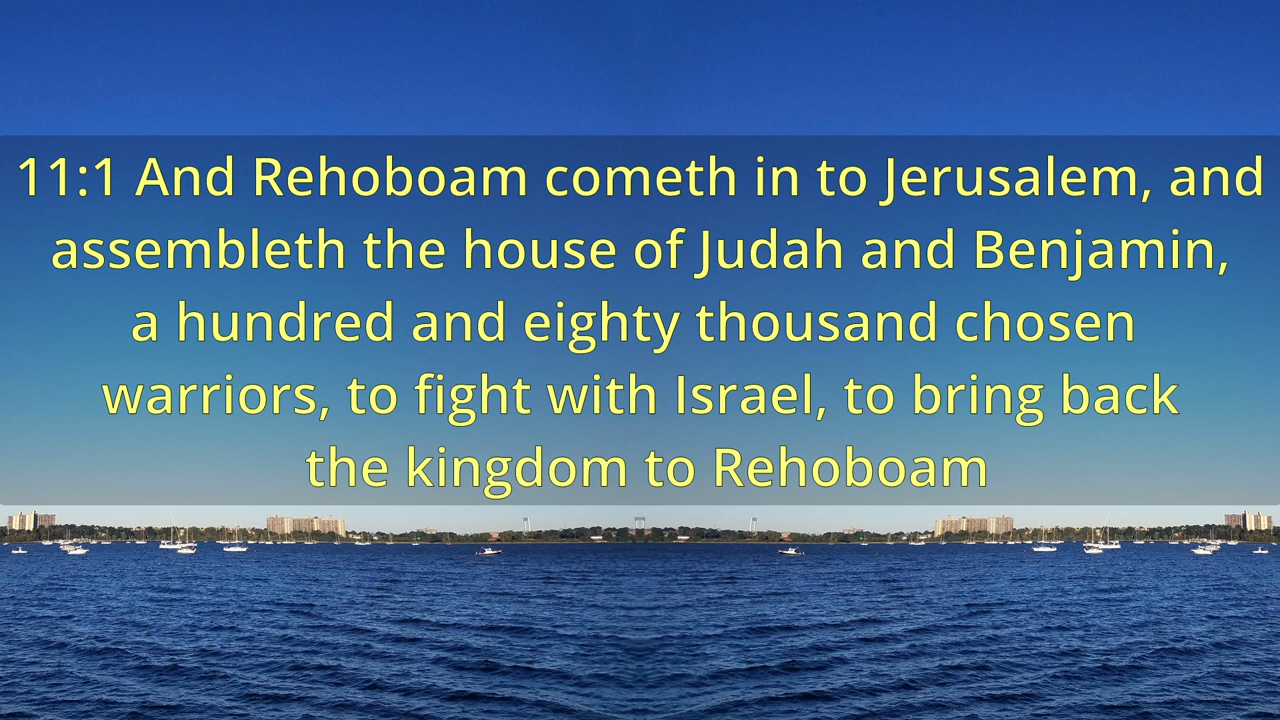 11:1 And Rehoboam cometh in to Jerusalem, and
assembleth the house of Judah and Benjamin,
a hundred and eighty thousand chosen
warriors, to fight with Israel, to bring back
the kingdom to Rehoboam